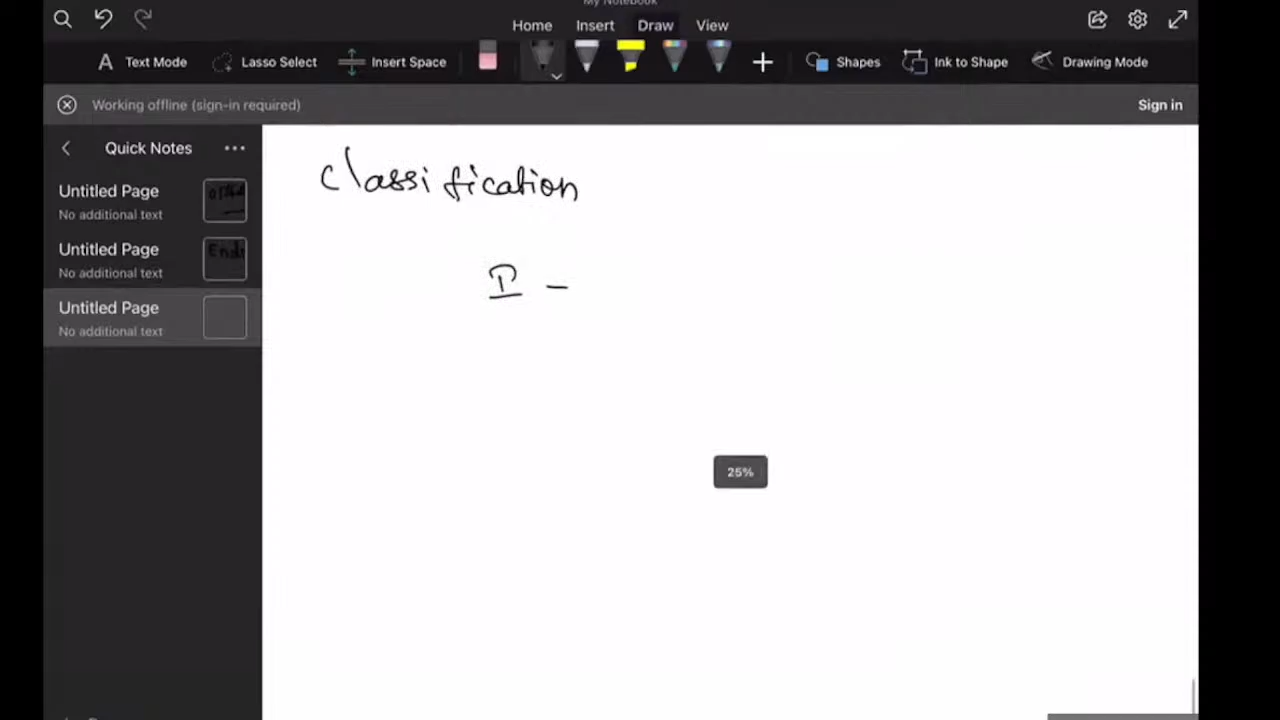 My Notebook
Home Insert Draw View
Text Mode Lasso Select Insert Space Shapes Ink to Shape Drawing Mode
Working offline (sign-in required) Sign in
Quick Notes
Untitled Page
No additional text
Untitled Page
No additional text
Untitled Page
No additional text
Classification
I –
25%